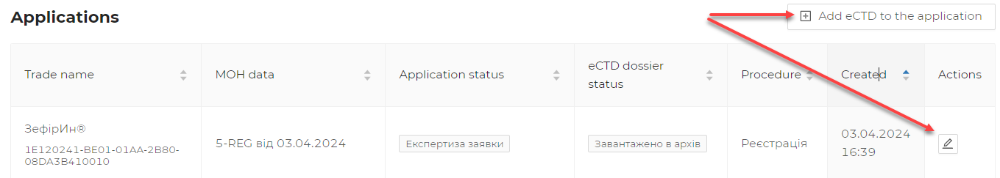 Applications
Add eCTD to the application
Trade name
MOH data
Application status
eCTD dossier
status
Procedure
Created
Actions
ЗефірИн®
1E120241-BE01-01AA-2B80-
08DA3B410010
5-REG від 03.04.2024
Експертиза заявки
Завантажено в архів
Реєстрація
03.04.2024
16:39